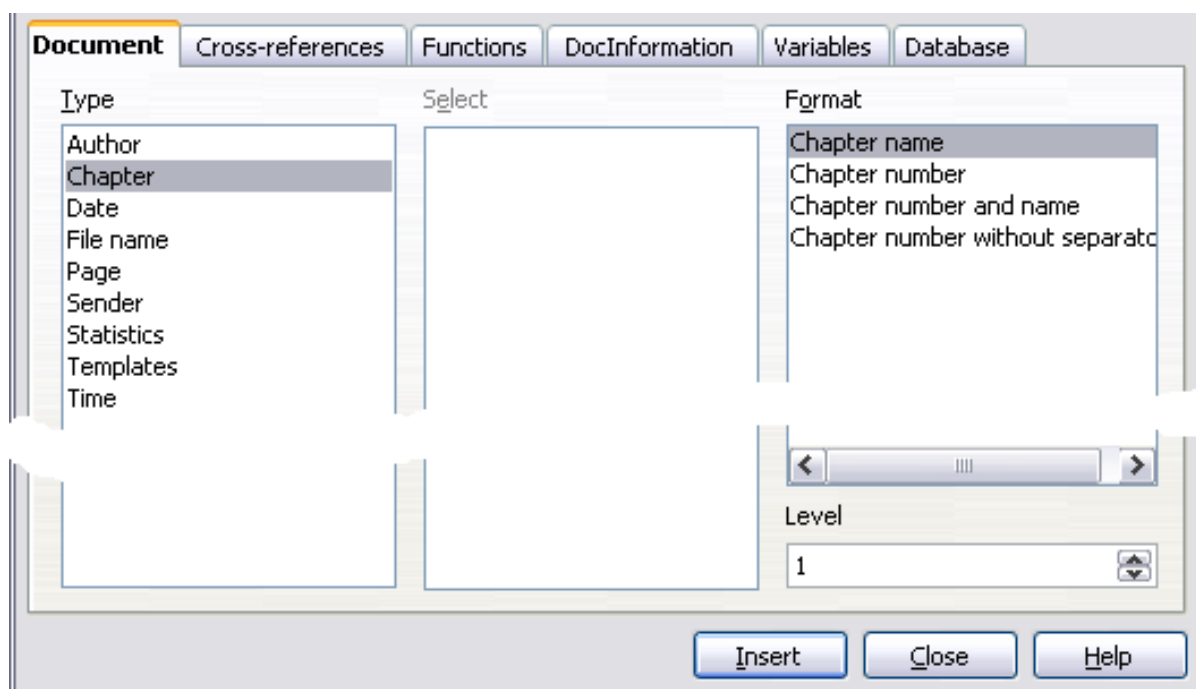 Document Cross-references Functions DocInformation Variables Database
Type
Author
Chapter
Date
File name
Page
Sender
Statistics
Templates
Time
Select
Format
Chapter name
Chapter number
Chapter number and name
Chapter number without separato
Level
1
Insert Close Help